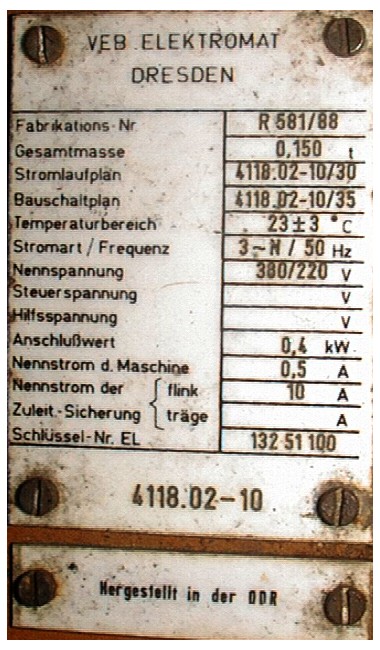 VEB ELEKTROMAT
DRESDEN
Fabrikations-Nr. R 581/88
Gesamtmasse 0,150 t
Stromlaufplan 4118.02-10/30
Bauschaltplan 4118.02-10/35
Temperaturbereich 23±3 °C
Stromart / Frequenz 3~N / 50 Hz
Nennspannung 380/220 V
Steuerspannung V
Hilfsspannung V
Anschlußwert 0,4 kW
Nennstrom d. Maschine 0,5 A
Nennstrom der { flink 10 A
Zuleit.-Sicherung { träge A
Schlüssel-Nr. EL 132 51 100
4118.02-10
Hergestellt in der DDR